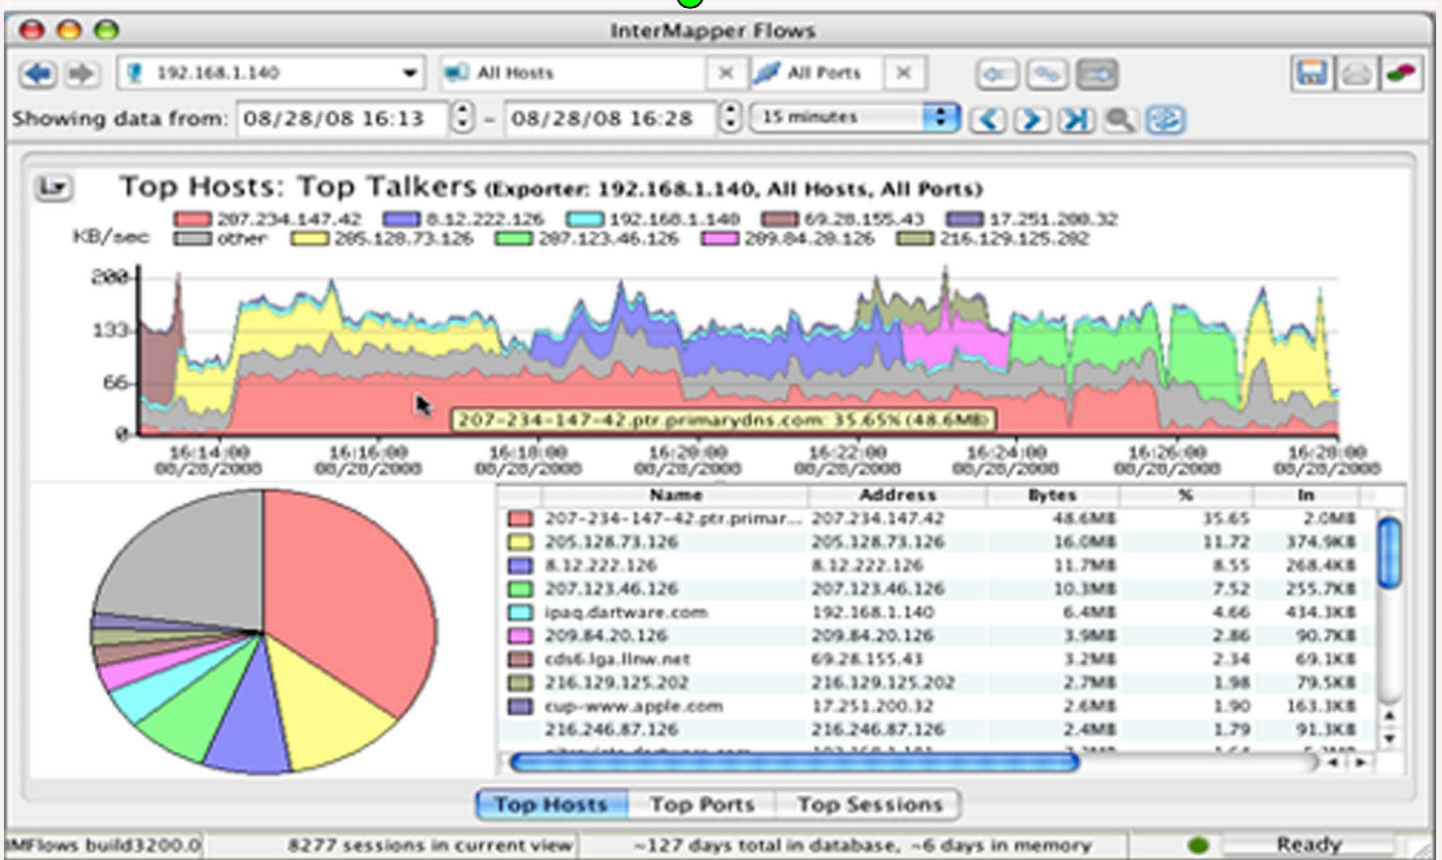 InterMapper Flows
192.168.1.140 All Hosts All Ports
Showing data from: 08/28/08 16:13 – 08/28/08 16:28 15 minutes
Top Hosts: Top Talkers (Exporter: 192.168.1.140, All Hosts, All Ports)
207.234.147.42 8.12.222.126 192.168.1.140 69.28.155.43 17.251.200.32
KB/sec other 205.128.73.126 207.123.46.126 209.84.20.126 216.129.125.202
200
133
66
0
207-234-147-42.ptr.primarydns.com: 35.65% (48.6MB)
16:14:00 16:16:00 16:18:00 16:20:00 16:22:00 16:24:00 16:26:00 16:28:00
08/28/2008 08/28/2008 08/28/2008 08/28/2008 08/28/2008 08/28/2008 08/28/2008 08/28/2008
Name Address Bytes % In
207-234-147-42.ptr.primar... 207.234.147.42 48.6MB 35.65 2.0MB
205.128.73.126 205.128.73.126 16.0MB 11.72 374.9KB
8.12.222.126 8.12.222.126 11.7MB 8.55 268.4KB
207.123.46.126 207.123.46.126 10.3MB 7.52 255.7KB
ipaq.dartware.com 192.168.1.140 6.4MB 4.66 434.3KB
209.84.20.126 209.84.20.126 3.9MB 2.86 90.7KB
cds6.lga.llnw.net 69.28.155.43 3.2MB 2.34 69.1KB
216.129.125.202 216.129.125.202 2.7MB 1.98 79.5KB
cup-www.apple.com 17.251.200.32 2.6MB 1.90 163.3KB
216.246.87.126 216.246.87.126 2.4MB 1.79 91.3KB
Top Hosts Top Ports Top Sessions
IMFlows build3200.0 8277 sessions in current view ~127 days total in database, ~6 days in memory Ready